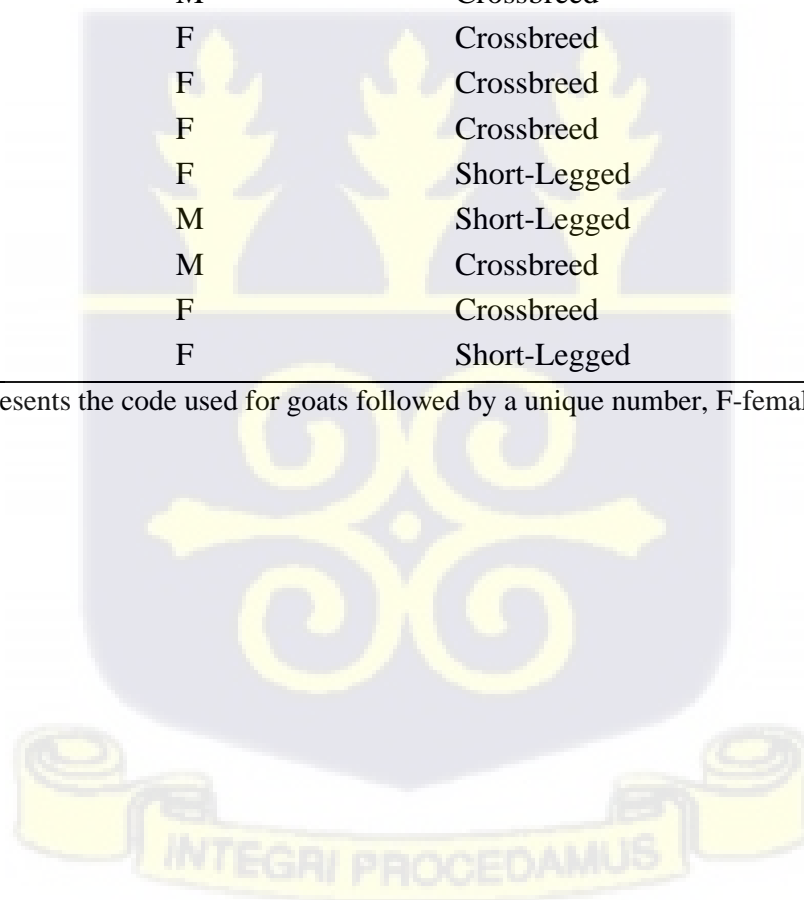 F Crossbreed
F Crossbreed
F Crossbreed
F Short-Legged
M Short-Legged
M Crossbreed
F Crossbreed
F Short-Legged
esents the code used for goats followed by a unique number, F-femal
INTEGRI PROCEDAMUS